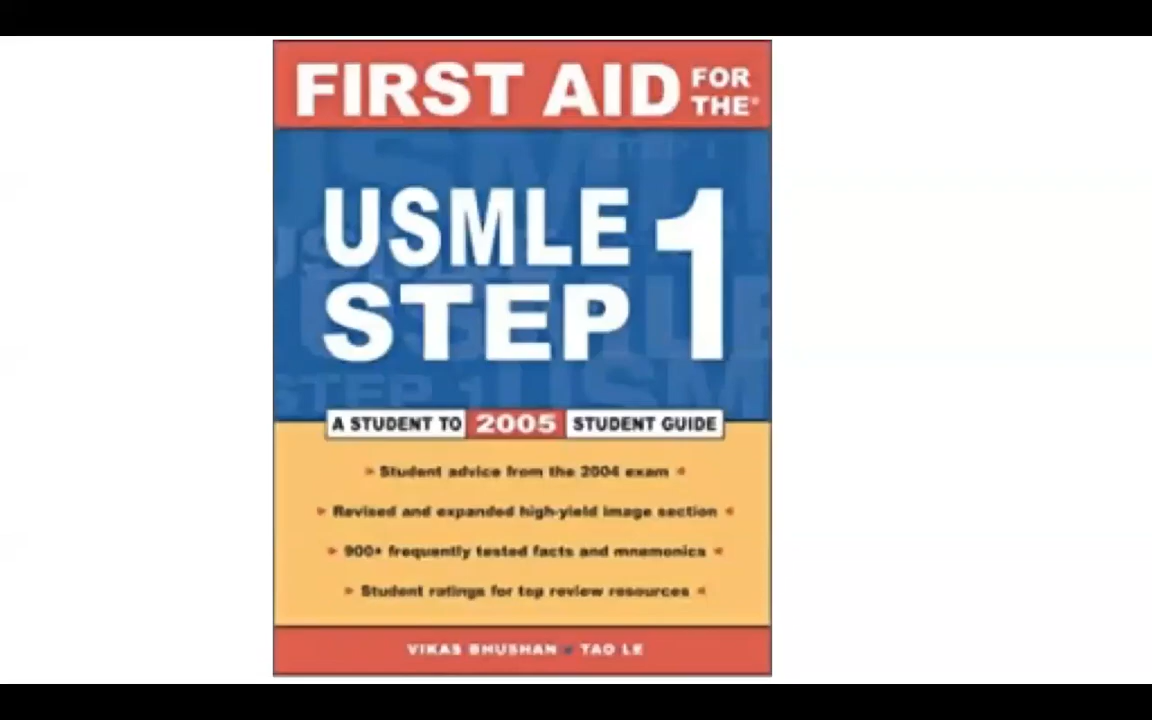 FIRST AID FOR THE®
USMLE
STEP 1
A STUDENT TO 2005 STUDENT GUIDE
Student advice from the 2004 exam
Revised and expanded high-yield image section
900+ frequently tested facts and mnemonics
Student ratings for top review resources
VIKAS BHUSHAN TAO LE